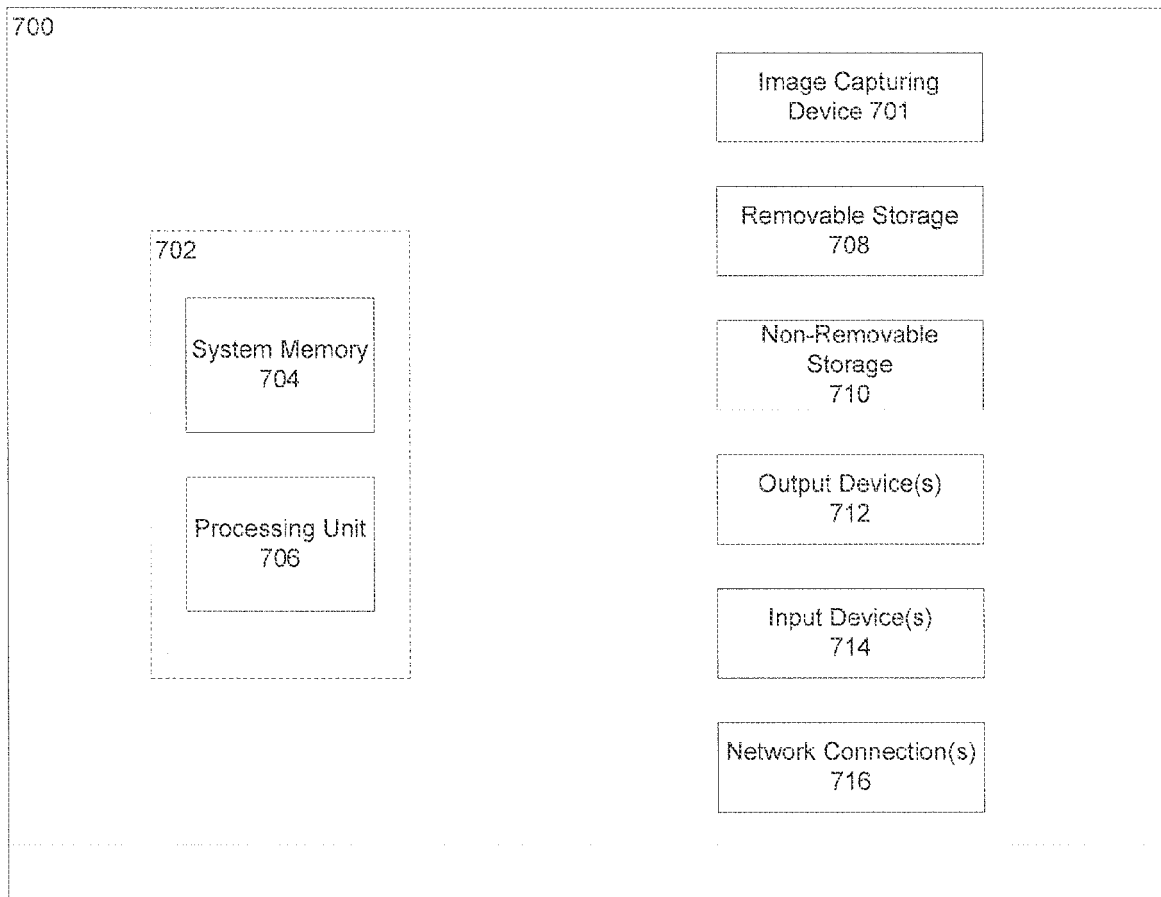 700
Image Capturing
Device 701
Removable Storage
708
702
System Memory
704
Processing Unit
706
Non-Removable
Storage
710
Output Device(s)
712
Input Device(s)
714
Network Connection(s)
716